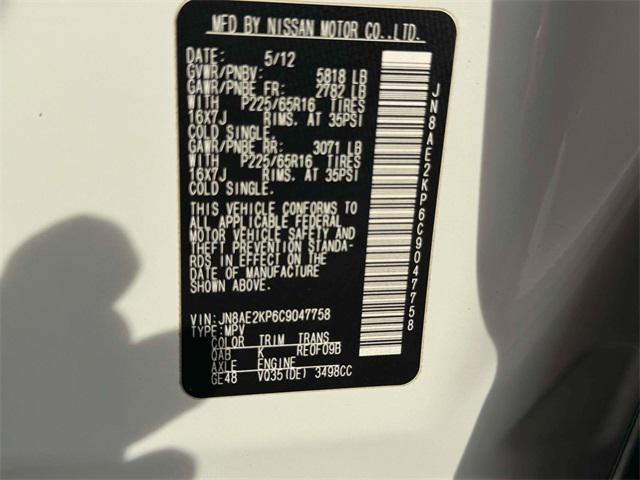 MFD BY NISSAN MOTOR CO.,LTD.
DATE: 5/12
GVWR/PNBV: 5818 LB
GAWR/PNBE FR: 2782 LB
WITH P225/65R16 TIRES
16X7J RIMS. AT 35PSI
COLD SINGLE.
GAWR/PNBE RR: 3071 LB
WITH P225/65R16 TIRES
16X7J RIMS. AT 35PSI
COLD SINGLE.
THIS VEHICLE CONFORMS TO
ALL APPLICABLE FEDERAL
MOTOR VEHICLE SAFETY AND
THEFT PREVENTION STANDA-
RDS IN EFFECT ON THE
DATE OF MANUFACTURE
SHOWN ABOVE.
VIN: JN8AE2KP6C9047758
TYPE: MPV
COLOR TRIM TRANS
QAB K RE0F09B
AXLE ENGINE
GE48 VQ35(DE) 3498CC
JN8AE2KP6C9047758